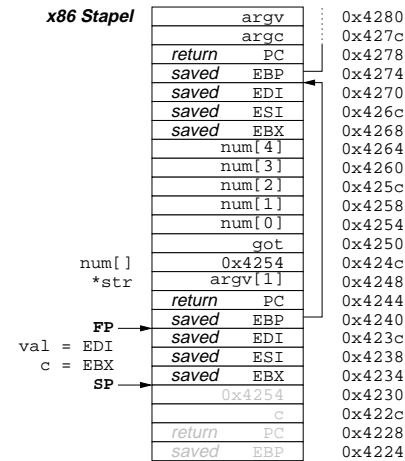 x86 Stapel
argv 0x4280
argc 0x427c
return PC 0x4278
saved EBP 0x4274
saved EDI 0x4270
saved ESI 0x426c
saved EBX 0x4268
num[4] 0x4264
num[3] 0x4260
num[2] 0x425c
num[1] 0x4258
num[0] 0x4254
got 0x4250
num[] 0x4254 0x424c
*str argv[1] 0x4248
return PC 0x4244
FP saved EBP 0x4240
val = EDI saved EDI 0x423c
c = EBX saved ESI 0x4238
SP saved EBX 0x4234
0x4254 0x4230
c 0x422c
return PC 0x4228
saved EBP 0x4224